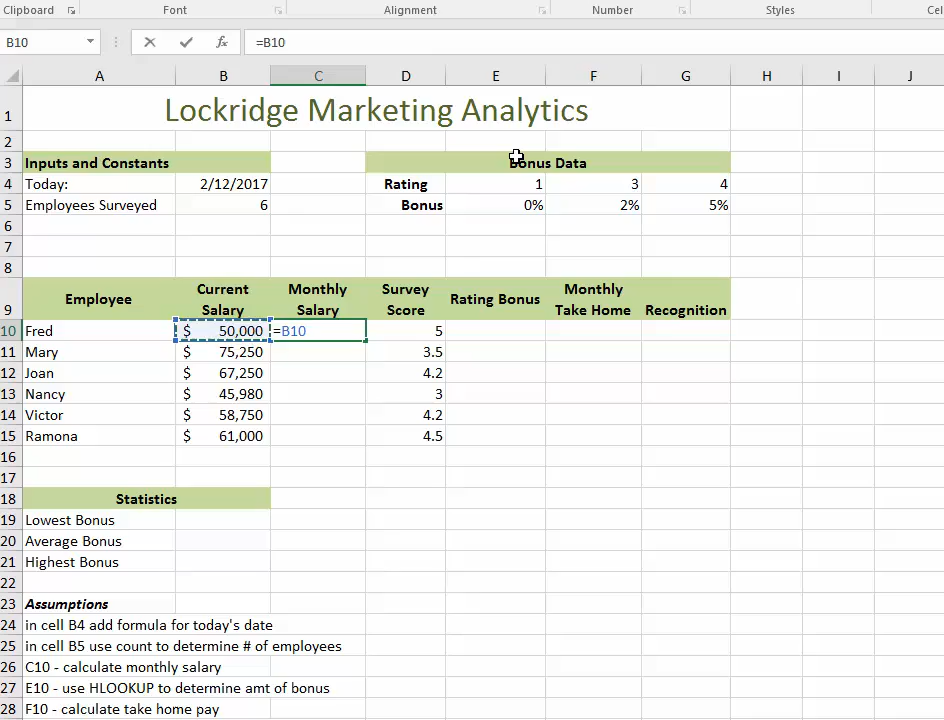 Clipboard Font Alignment Number Styles Cel
B10 fx =B10
A B C D E F G H I J
1 Lockridge Marketing Analytics
2
3 Inputs and Constants Bonus Data
4 Today: 2/12/2017 Rating 1 3 4
5 Employees Surveyed 6 Bonus 0% 2% 5%
6
7
8
9 Employee Current Salary Monthly Salary Survey Score Rating Bonus Monthly Take Home Recognition
10 Fred $ 50,000 =B10 5
11 Mary $ 75,250 3.5
12 Joan $ 67,250 4.2
13 Nancy $ 45,980 3
14 Victor $ 58,750 4.2
15 Ramona $ 61,000 4.5
16
17
18 Statistics
19 Lowest Bonus
20 Average Bonus
21 Highest Bonus
22
23 Assumptions
24 in cell B4 add formula for today's date
25 in cell B5 use count to determine # of employees
26 C10 - calculate monthly salary
27 E10 - use HLOOKUP to determine amt of bonus
28 F10 - calculate take home pay